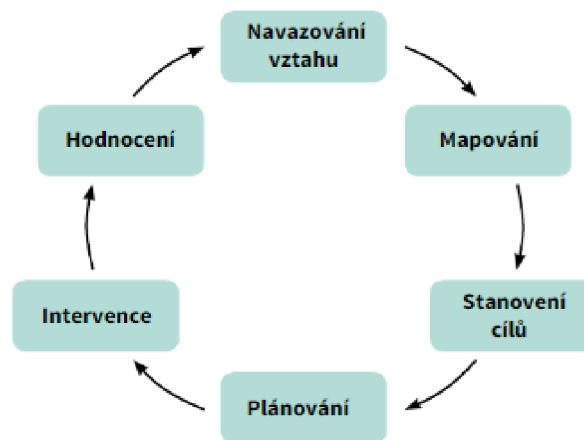 Navazování
vztahu
Mapování
Stanovení
cílů
Plánování
Intervence
Hodnocení